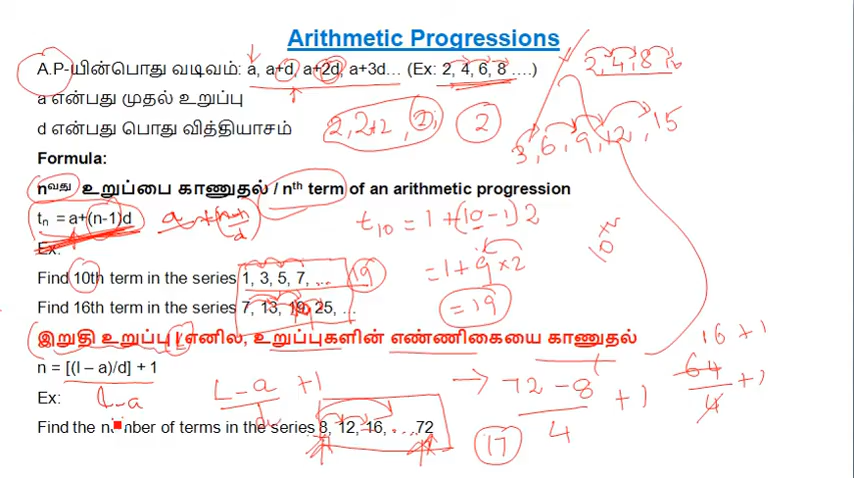 Arithmetic Progressions
A.P-யின்பொது வடிவம்: a, a+d, a+2d, a+3d... (Ex: 2, 4, 6, 8 ....)
2, 4, 8, 16
a என்பது முதல் உறுப்பு
d என்பது பொது வித்தியாசம்
2, 2+2,
2
3, 6, 9, 12, 15
Formula:
nவது உறுப்பை காணுதல் / nth term of an arithmetic progression
tn = a+(n-1)d
t10 = 1 + (10 - 1) 2
Ex:
= 1 + 9 × 2
10
Find 10th term in the series 1, 3, 5, 7, ...
19
= 19
Find 16th term in the series 7, 13, 19, 25, ...
இறுதி உறுப்பு l எனில், உறுப்புகளின் எண்ணிகையை காணுதல்
16 + 1
n = [(l – a)/d] + 1
L - a / d + 1
72 - 8 / 4 + 1
64 / 4 + 1
Ex:
L-a
Find the number of terms in the series 8, 12, 16, . . . .72
17